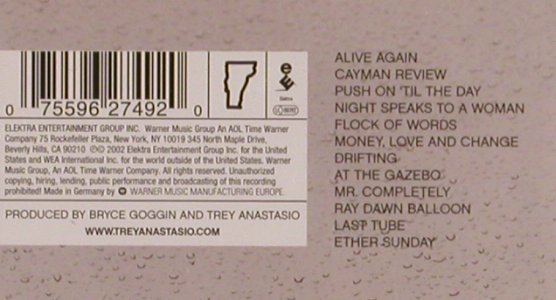 0 75596 27492 0
e
Elektra
ELEKTRA ENTERTAINMENT GROUP INC. Warner Music Group An AOL Time Warner
Company 75 Rockefeller Plaza, New York, NY 10019 345 North Maple Drive,
Beverly Hills, CA 90210 ℗© 2002 Elektra Entertainment Group Inc. for the United
States and WEA International Inc. for the world outside of the United States. Warner
Music Group, An AOL Time Warner Company. All rights reserved. Unauthorized
copying, hiring, lending, public performance and broadcasting of this recording
prohibited! Made in Germany by WARNER MUSIC MANUFACTURING EUROPE.
PRODUCED BY BRYCE GOGGIN AND TREY ANASTASIO
WWW.TREYANASTASIO.COM
ALIVE AGAIN
CAYMAN REVIEW
PUSH ON 'TIL THE DAY
NIGHT SPEAKS TO A WOMAN
FLOCK OF WORDS
MONEY, LOVE AND CHANGE
DRIFTING
AT THE GAZEBO
MR. COMPLETELY
RAY DAWN BALLOON
LAST TUBE
ETHER SUNDAY